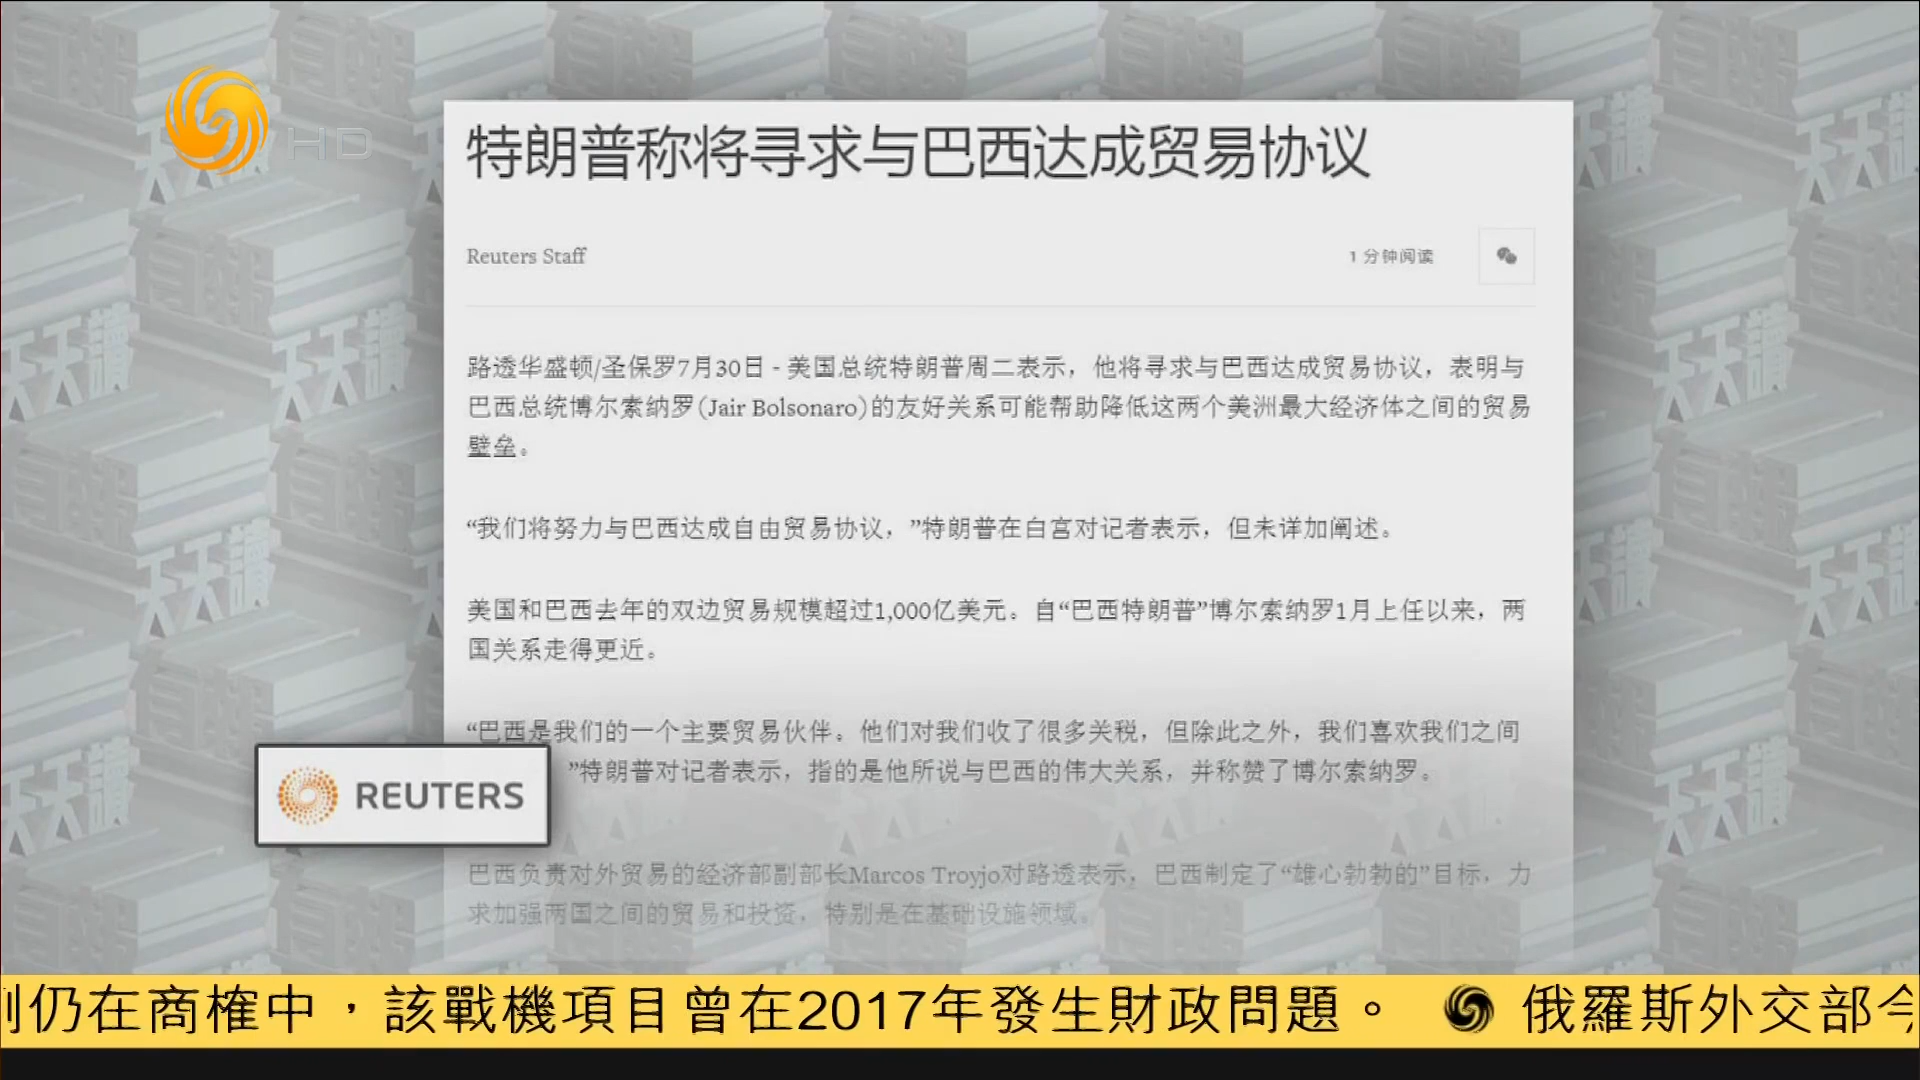 HD
特朗普称将寻求与巴西达成贸易协议
Reuters Staff
1 分钟阅读
路透华盛顿/圣保罗7月30日 - 美国总统特朗普周二表示，他将寻求与巴西达成贸易协议，表明与
巴西总统博尔索纳罗(Jair Bolsonaro)的友好关系可能帮助降低这两个美洲最大经济体之间的贸易
壁垒。
“我们将努力与巴西达成自由贸易协议，”特朗普在白宫对记者表示，但未详加阐述。
美国和巴西去年的双边贸易规模超过1,000亿美元。自“巴西特朗普”博尔索纳罗1月上任以来，两
国关系走得更近。
“巴西是我们的一个主要贸易伙伴。他们对我们收了很多关税，但除此之外，我们喜欢我们之间
”特朗普对记者表示，指的是他所说与巴西的伟大关系，并称赞了博尔索纳罗。
REUTERS
巴西负责对外贸易的经济部副部长Marcos Troyjo对路透表示，巴西制定了“雄心勃勃的”目标，力
求加强两国之间的贸易和投资，特别是在基础设施领域。
仍在商榷中，該戰機項目曾在2017年發生財政問題。 俄羅斯外交部今